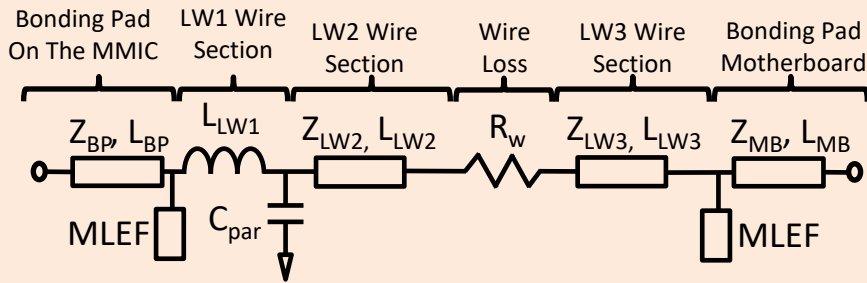 Bonding Pad
On The MMIC
LW1 Wire
Section
LW2 Wire
Section
Wire
Loss
LW3 Wire
Section
Bonding Pad
Motherboard
Z_BP, L_BP
L_LW1
Z_LW2, L_LW2
R_w
Z_LW3, L_LW3
Z_MB, L_MB
MLEF
C_par
MLEF